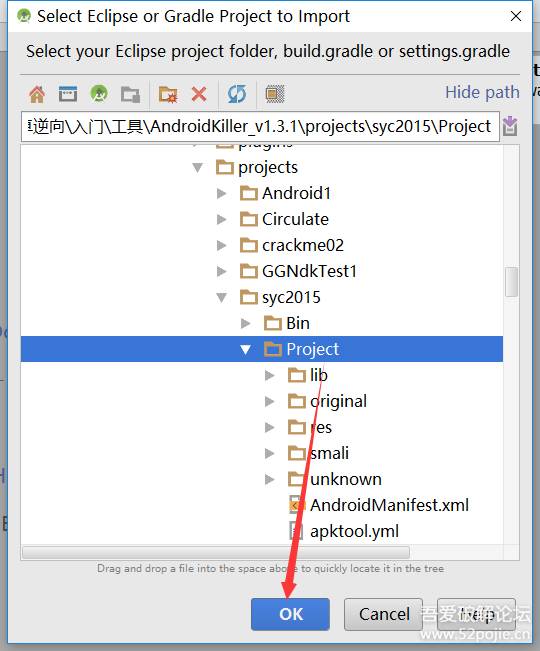 Select Eclipse or Gradle Project to Import
Select your Eclipse project folder, build.gradle or settings.gradle
Hide path
逆向\入门\工具\AndroidKiller_v1.3.1\projects\syc2015\Project
plugins
projects
Android1
Circulate
crackme02
GGNdkTest1
syc2015
Bin
Project
lib
original
res
smali
unknown
AndroidManifest.xml
apktool.yml
Drag and drop a file into the space above to quickly locate it in the tree
OK
Cancel
Help
吾爱破解论坛
www.52pojie.cn